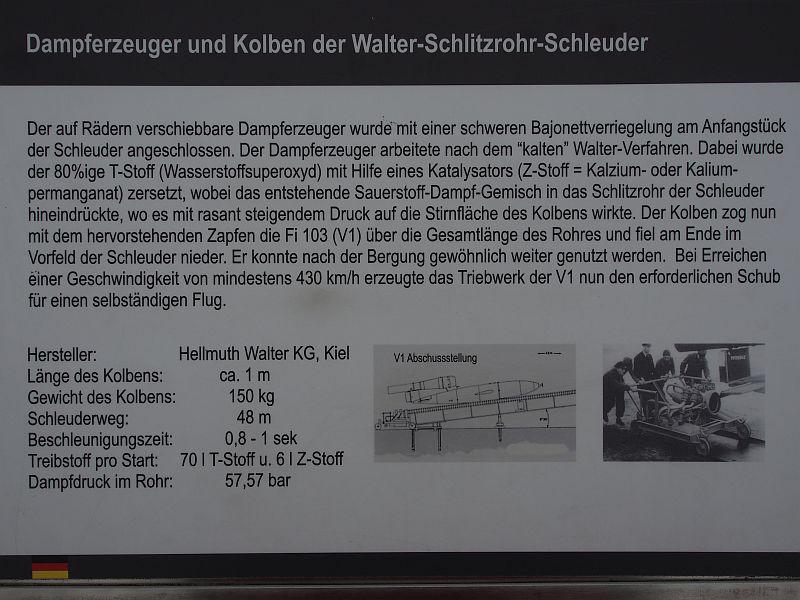 Dampferzeuger und Kolben der Walter-Schlitzrohr-Schleuder
Der auf Rädern verschiebbare Dampferzeuger wurde mit einer schweren Bajonettverriegelung am Anfangstück
der Schleuder angeschlossen. Der Dampferzeuger arbeitete nach dem “kalten” Walter-Verfahren. Dabei wurde
der 80%ige T-Stoff (Wasserstoffsuperoxyd) mit Hilfe eines Katalysators (Z-Stoff = Kalzium- oder Kalium-
permanganat) zersetzt, wobei das entstehende Sauerstoff-Dampf-Gemisch in das Schlitzrohr der Schleuder
hineindrückte, wo es mit rasant steigendem Druck auf die Stirnfläche des Kolbens wirkte. Der Kolben zog nun
mit dem hervorstehenden Zapfen die Fi 103 (V1) über die Gesamtlänge des Rohres und fiel am Ende im
Vorfeld der Schleuder nieder. Er konnte nach der Bergung gewöhnlich weiter genutzt werden. Bei Erreichen
einer Geschwindigkeit von mindestens 430 km/h erzeugte das Triebwerk der V1 nun den erforderlichen Schub
für einen selbständigen Flug.
Hersteller: Hellmuth Walter KG, Kiel
Länge des Kolbens: ca. 1 m
Gewicht des Kolbens: 150 kg
Schleuderweg: 48 m
Beschleunigungszeit: 0,8 - 1 sek
Treibstoff pro Start: 70 l T-Stoff u. 6 l Z-Stoff
Dampfdruck im Rohr: 57,57 bar
V1 Abschussstellung